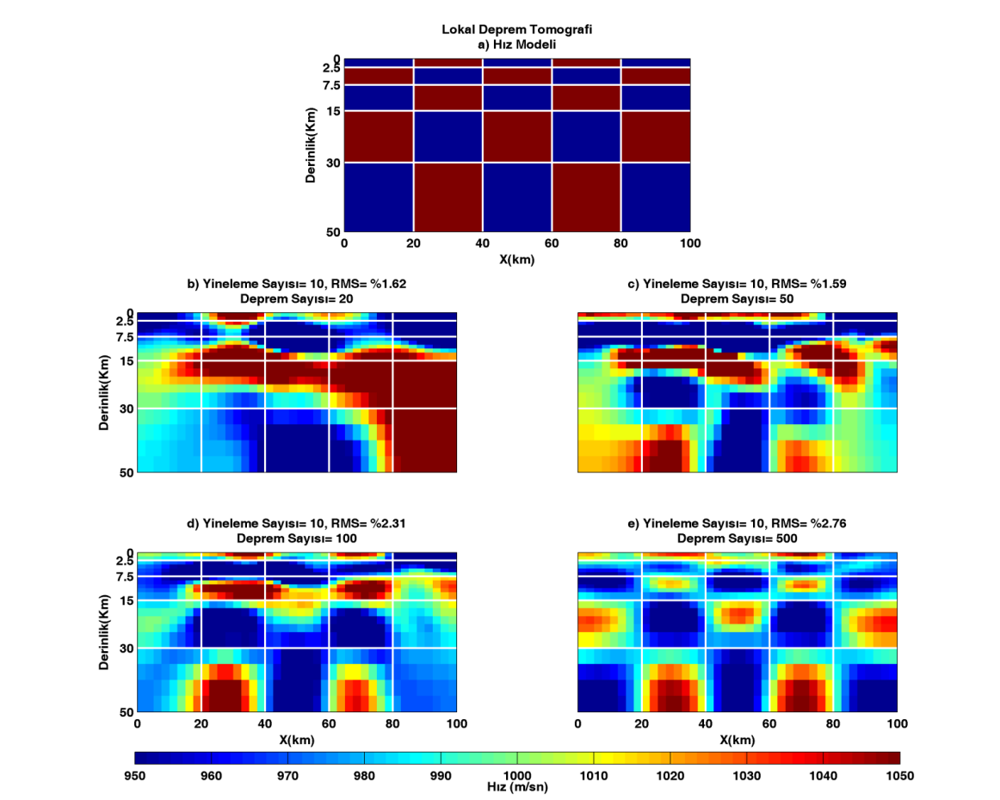 Lokal Deprem Tomografi
a) Hız Modeli
0
2.5
7.5
15
30
50
Derinlik(Km)
0 20 40 60 80 100
X(km)
b) Yineleme Sayısı= 10, RMS= %1.62
Deprem Sayısı= 20
0
2.5
7.5
15
30
50
Derinlik(Km)
c) Yineleme Sayısı= 10, RMS= %1.59
Deprem Sayısı= 50
d) Yineleme Sayısı= 10, RMS= %2.31
Deprem Sayısı= 100
0
2.5
7.5
15
30
50
Derinlik(Km)
0 20 40 60 80 100
X(km)
e) Yineleme Sayısı= 10, RMS= %2.76
Deprem Sayısı= 500
0 20 40 60 80 100
X(km)
950 960 970 980 990 1000 1010 1020 1030 1040 1050
Hız (m/sn)